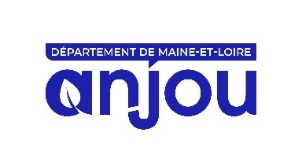 DÉPARTEMENT DE MAINE-ET-LOIRE
anjou